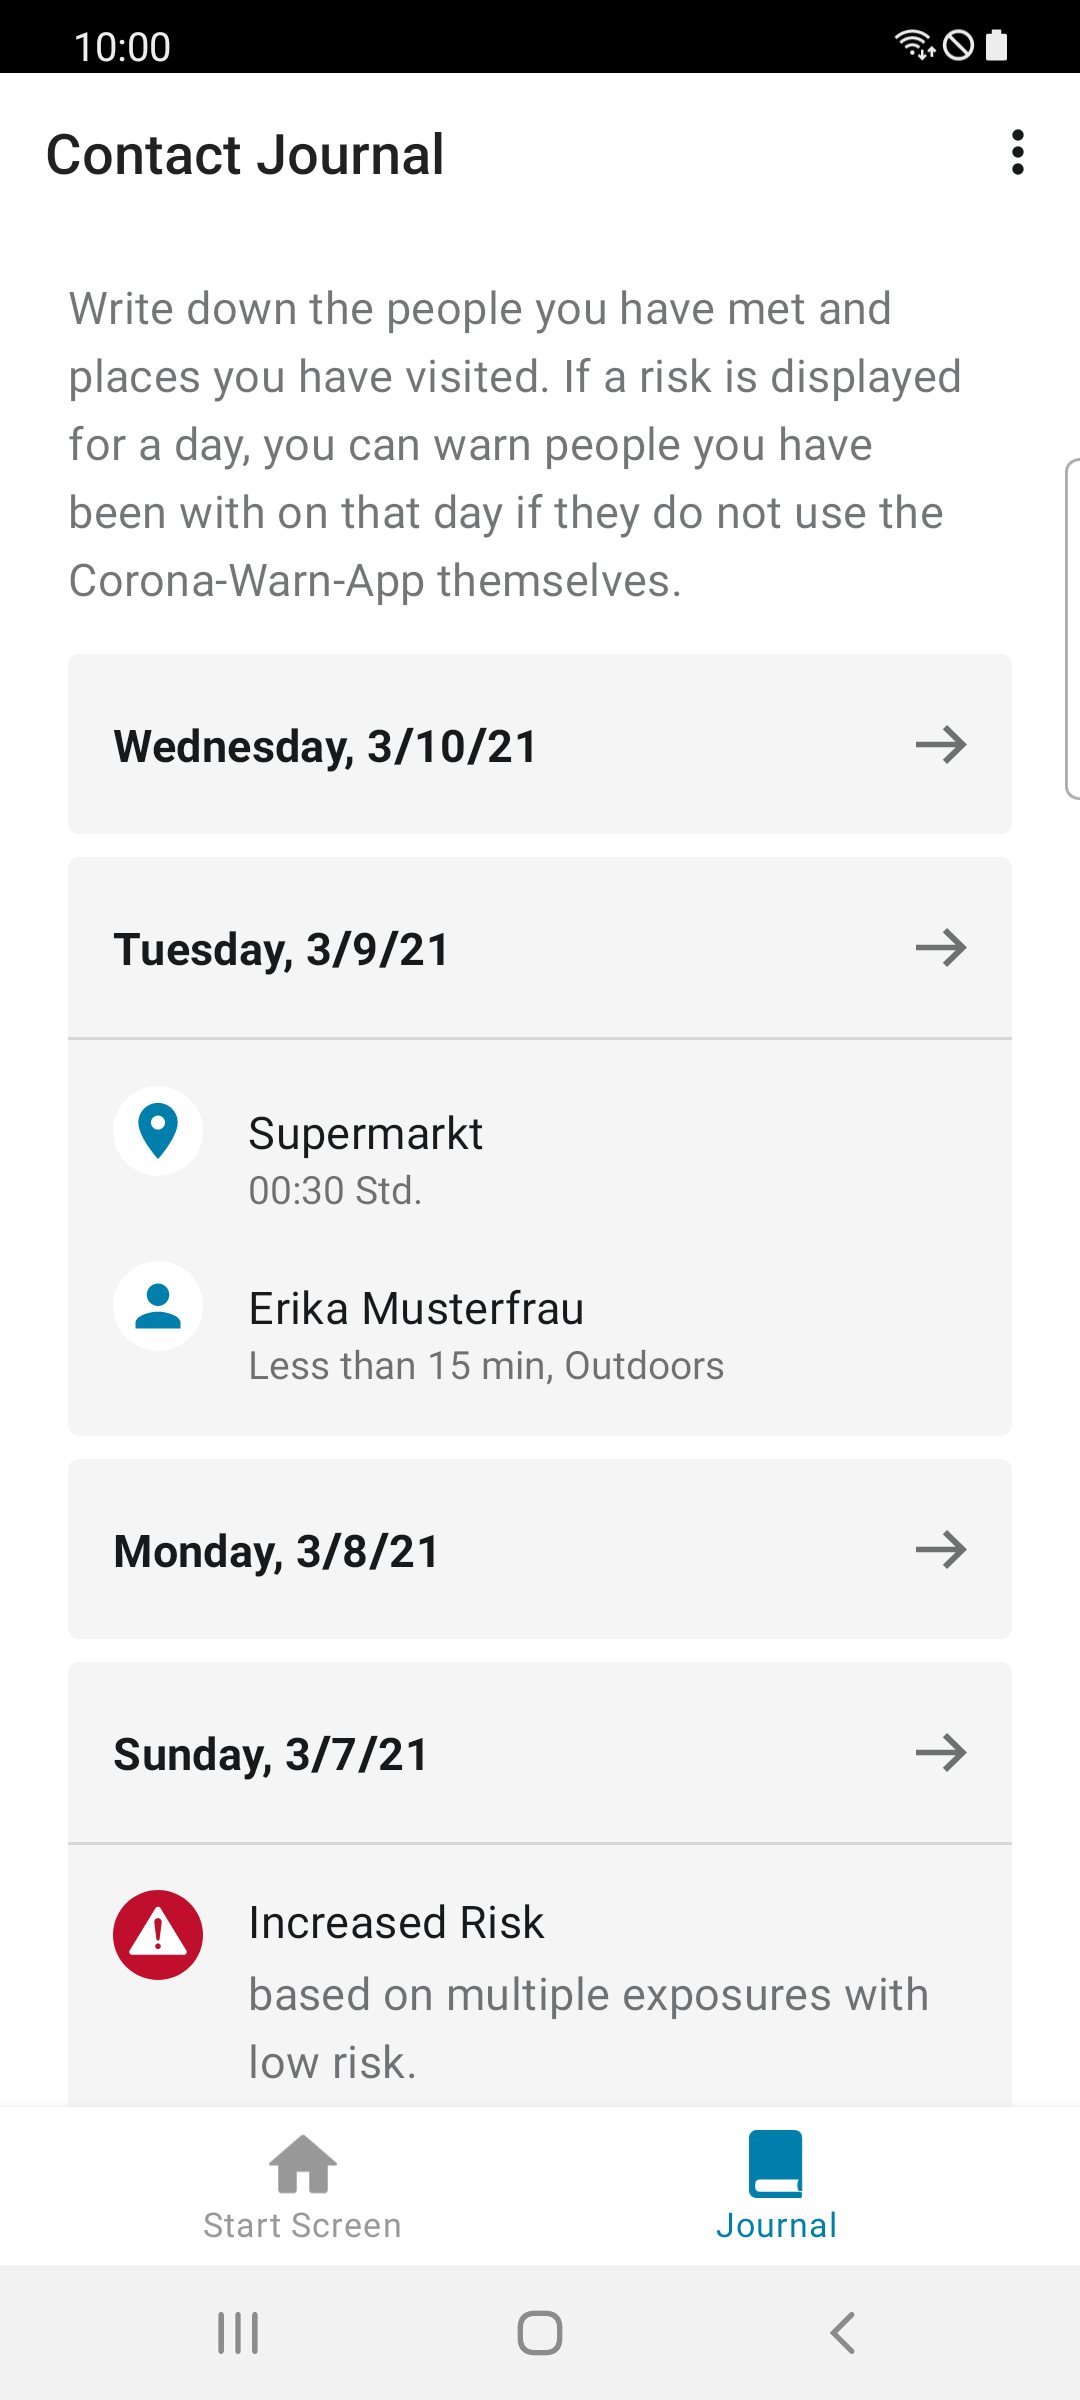 10:00
Contact Journal
Write down the people you have met and
places you have visited. If a risk is displayed
for a day, you can warn people you have
been with on that day if they do not use the
Corona-Warn-App themselves.
Wednesday, 3/10/21
Tuesday, 3/9/21
Supermarkt
00:30 Std.
Erika Musterfrau
Less than 15 min, Outdoors
Monday, 3/8/21
Sunday, 3/7/21
Increased Risk
based on multiple exposures with
low risk.
Start Screen
Journal